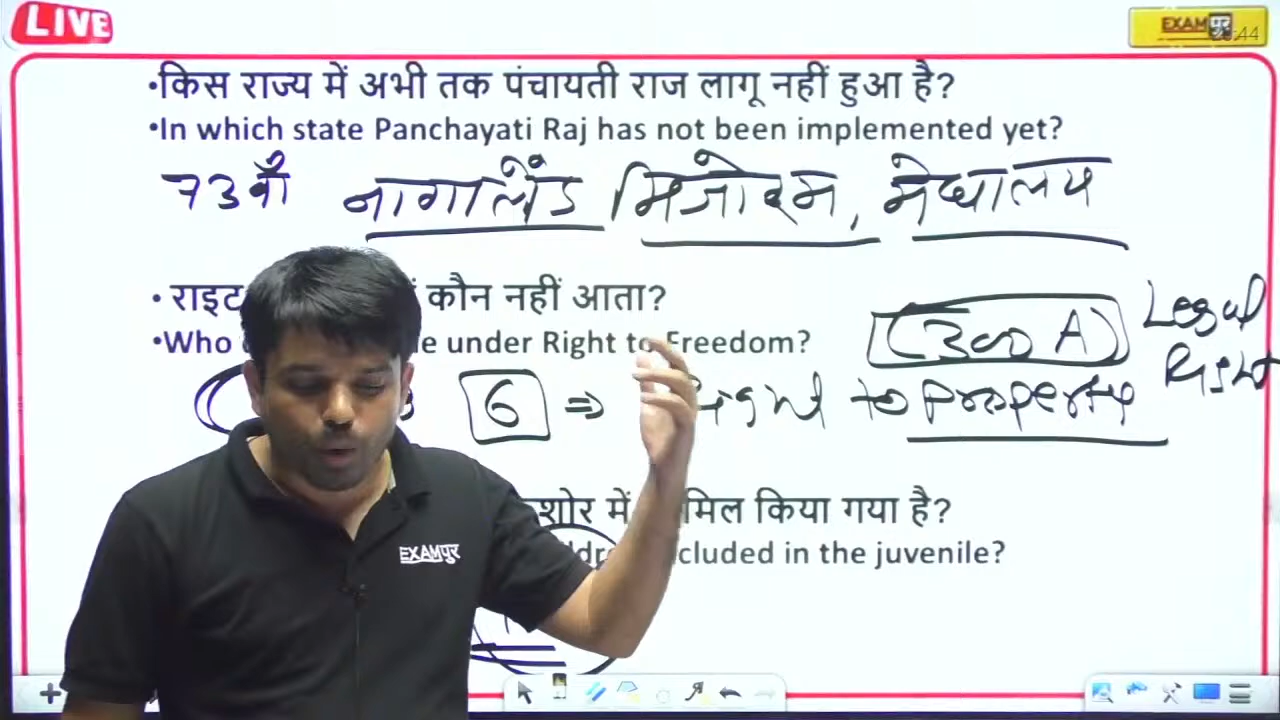 LIVE
EXAMपुर
:44
•किस राज्य में अभी तक पंचायती राज लागू नहीं हुआ है?
•In which state Panchayati Raj has not been implemented yet?
73वाँ नागालैंड मिजोरम, मेघालय
• राइट कौन नहीं आता?
•Who under Right to Freedom?
(300 A) Legal Right
6 ⇒ Right to Property
शोर में मिल किया गया है?
cluded in the juvenile?
EXAMपुर